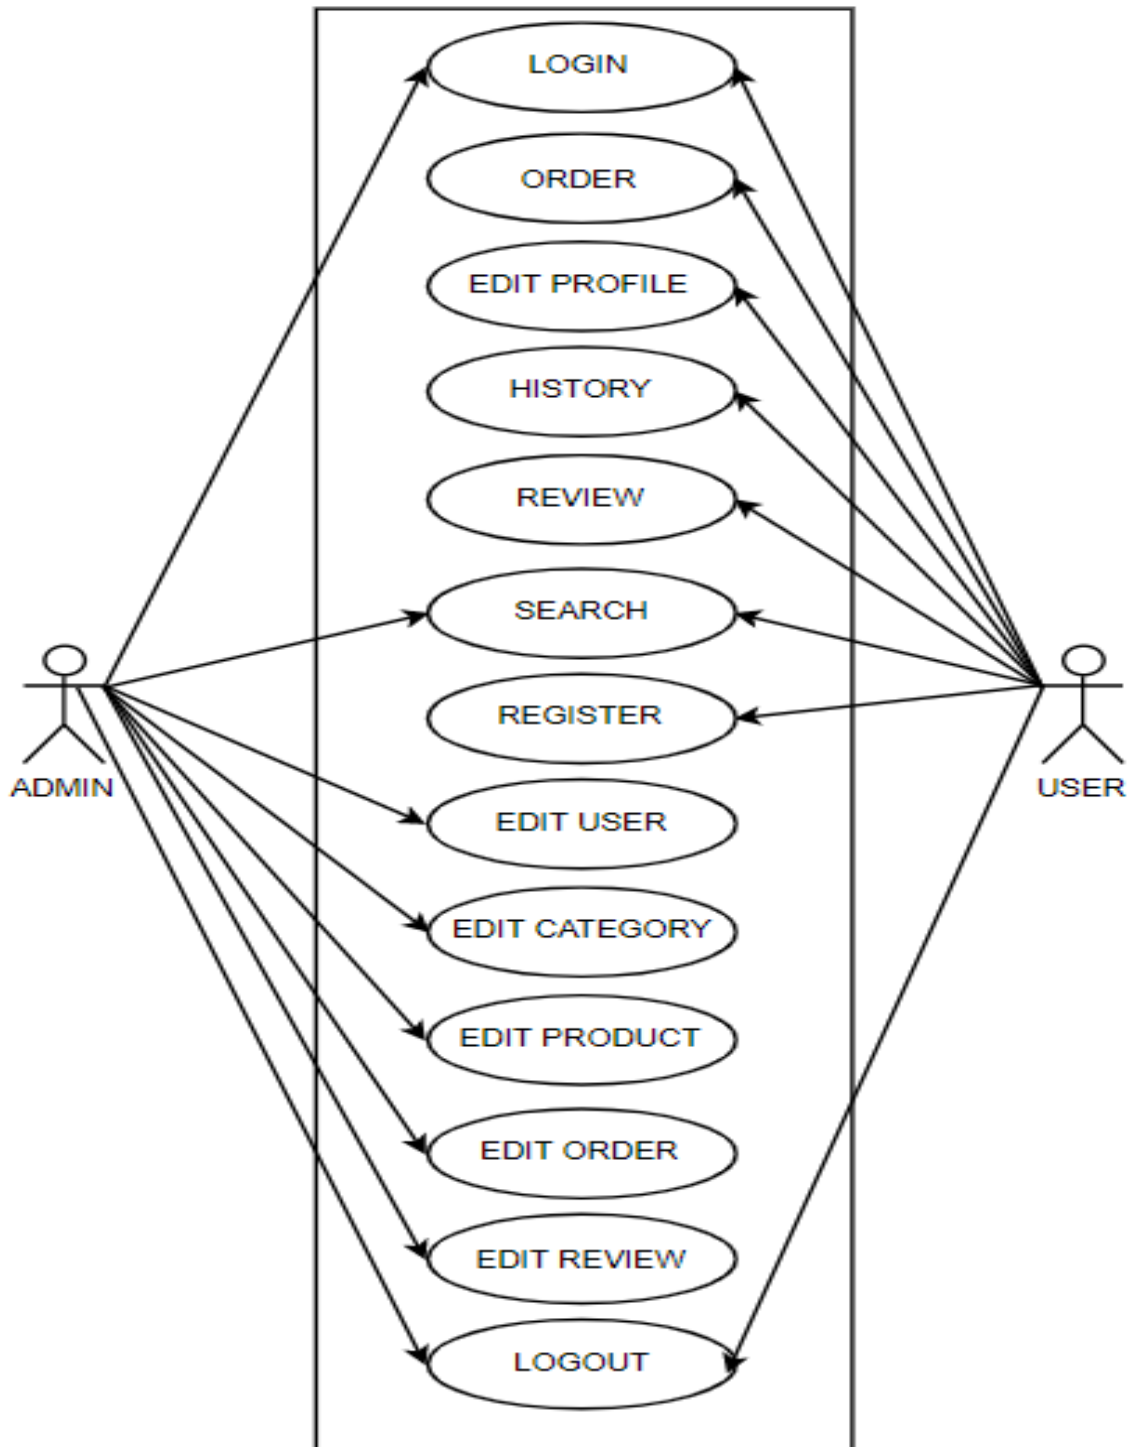 LOGIN
ORDER
EDIT PROFILE
HISTORY
REVIEW
SEARCH
REGISTER
ADMIN
USER
EDIT USER
EDIT CATEGORY
EDIT PRODUCT
EDIT ORDER
EDIT REVIEW
LOGOUT